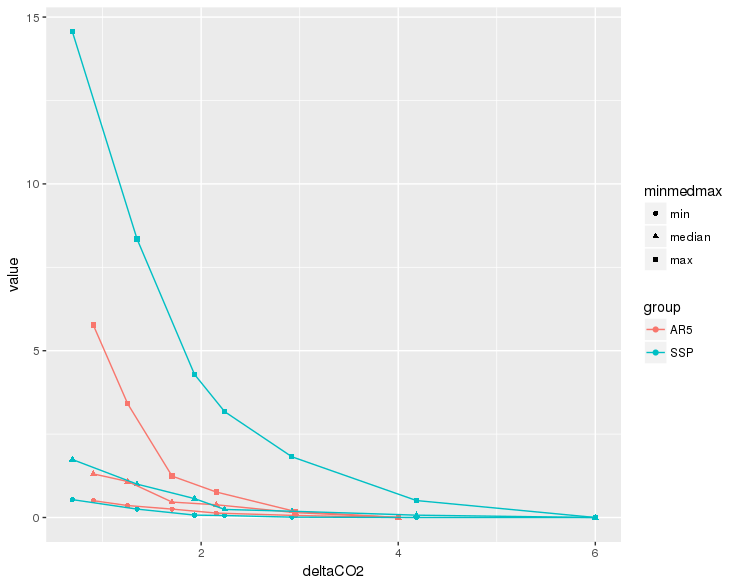 15
10
5
0
value
2
4
6
deltaCO2
minmedmax
min
median
max
group
AR5
SSP